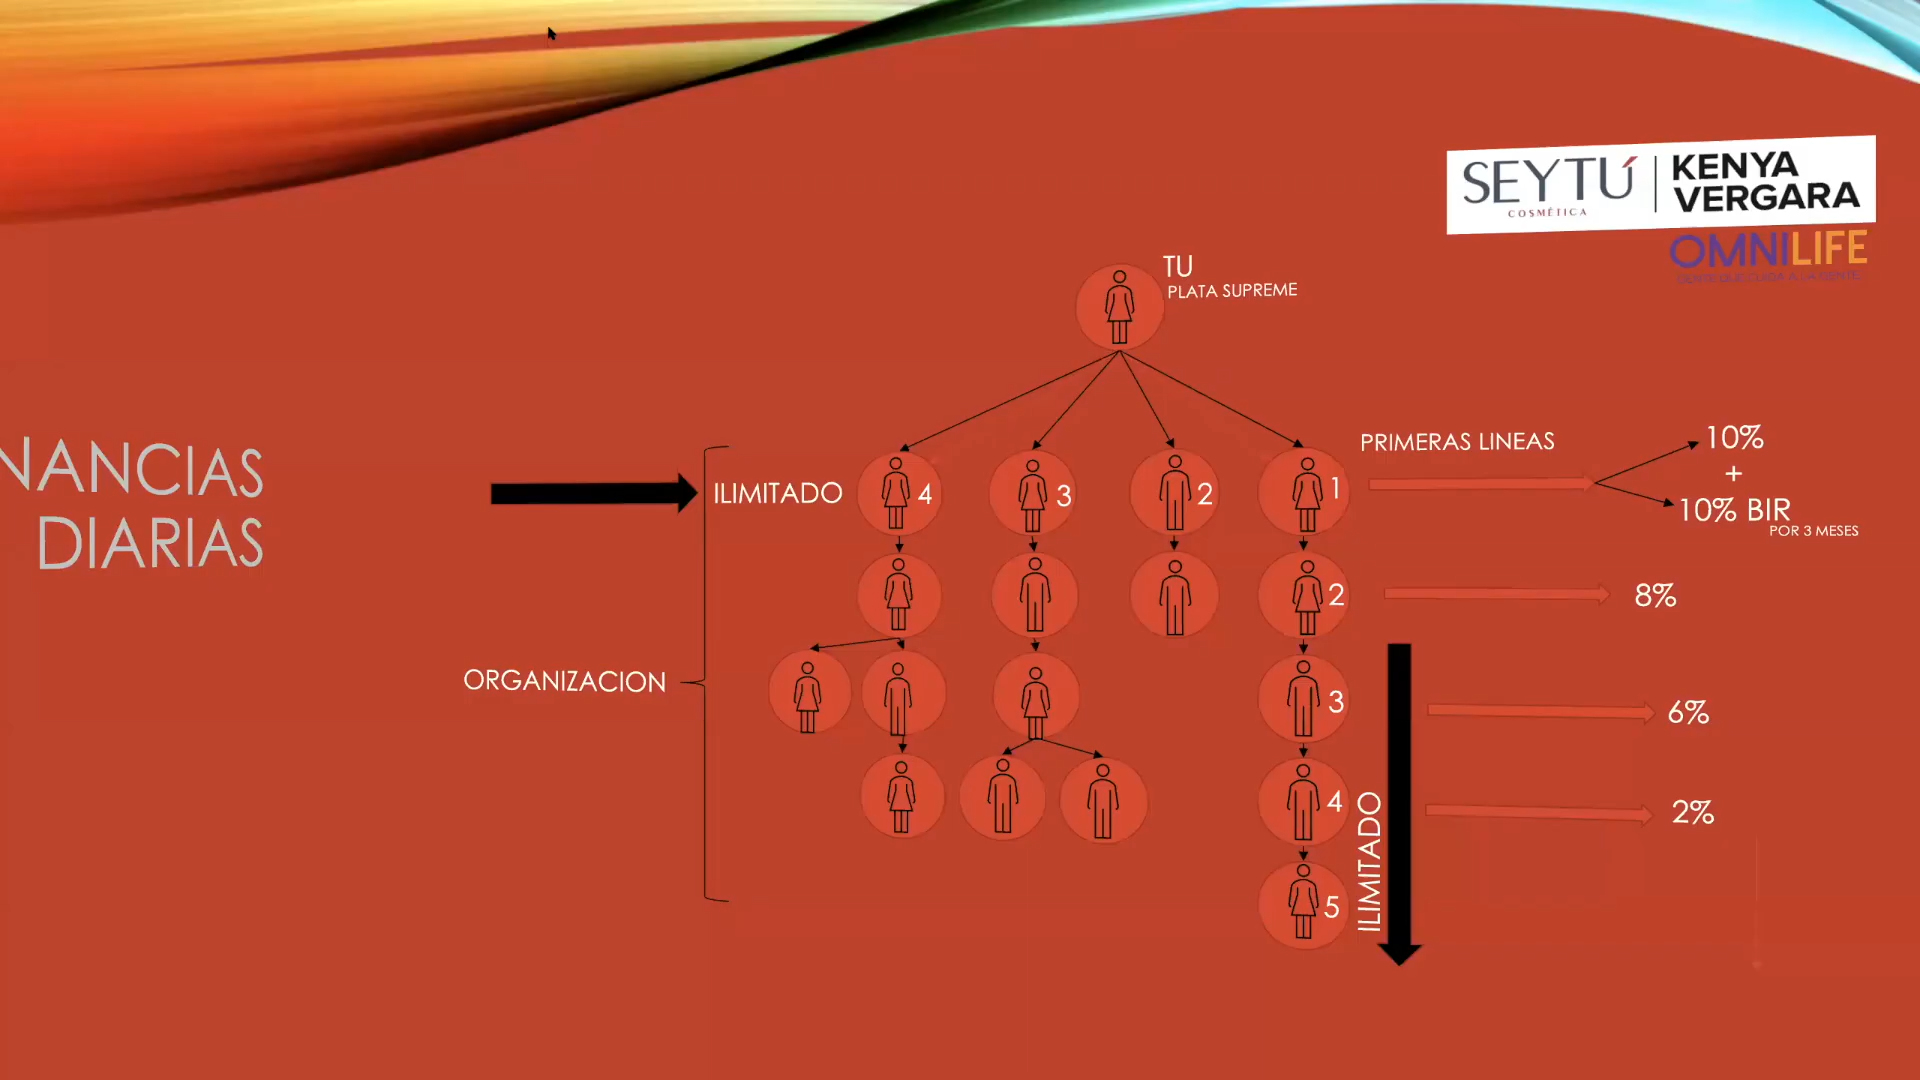 SEYTÚ
COSMÉTICA
KENYA
VERGARA
OMNILIFE
TU
PLATA SUPREME
NANCIAS
DIARIAS
ILIMITADO
4
3
2
1
PRIMERAS LINEAS
10%
+
10% BIR
POR 3 MESES
2
8%
ORGANIZACION
3
6%
4
2%
ILIMITADO
5